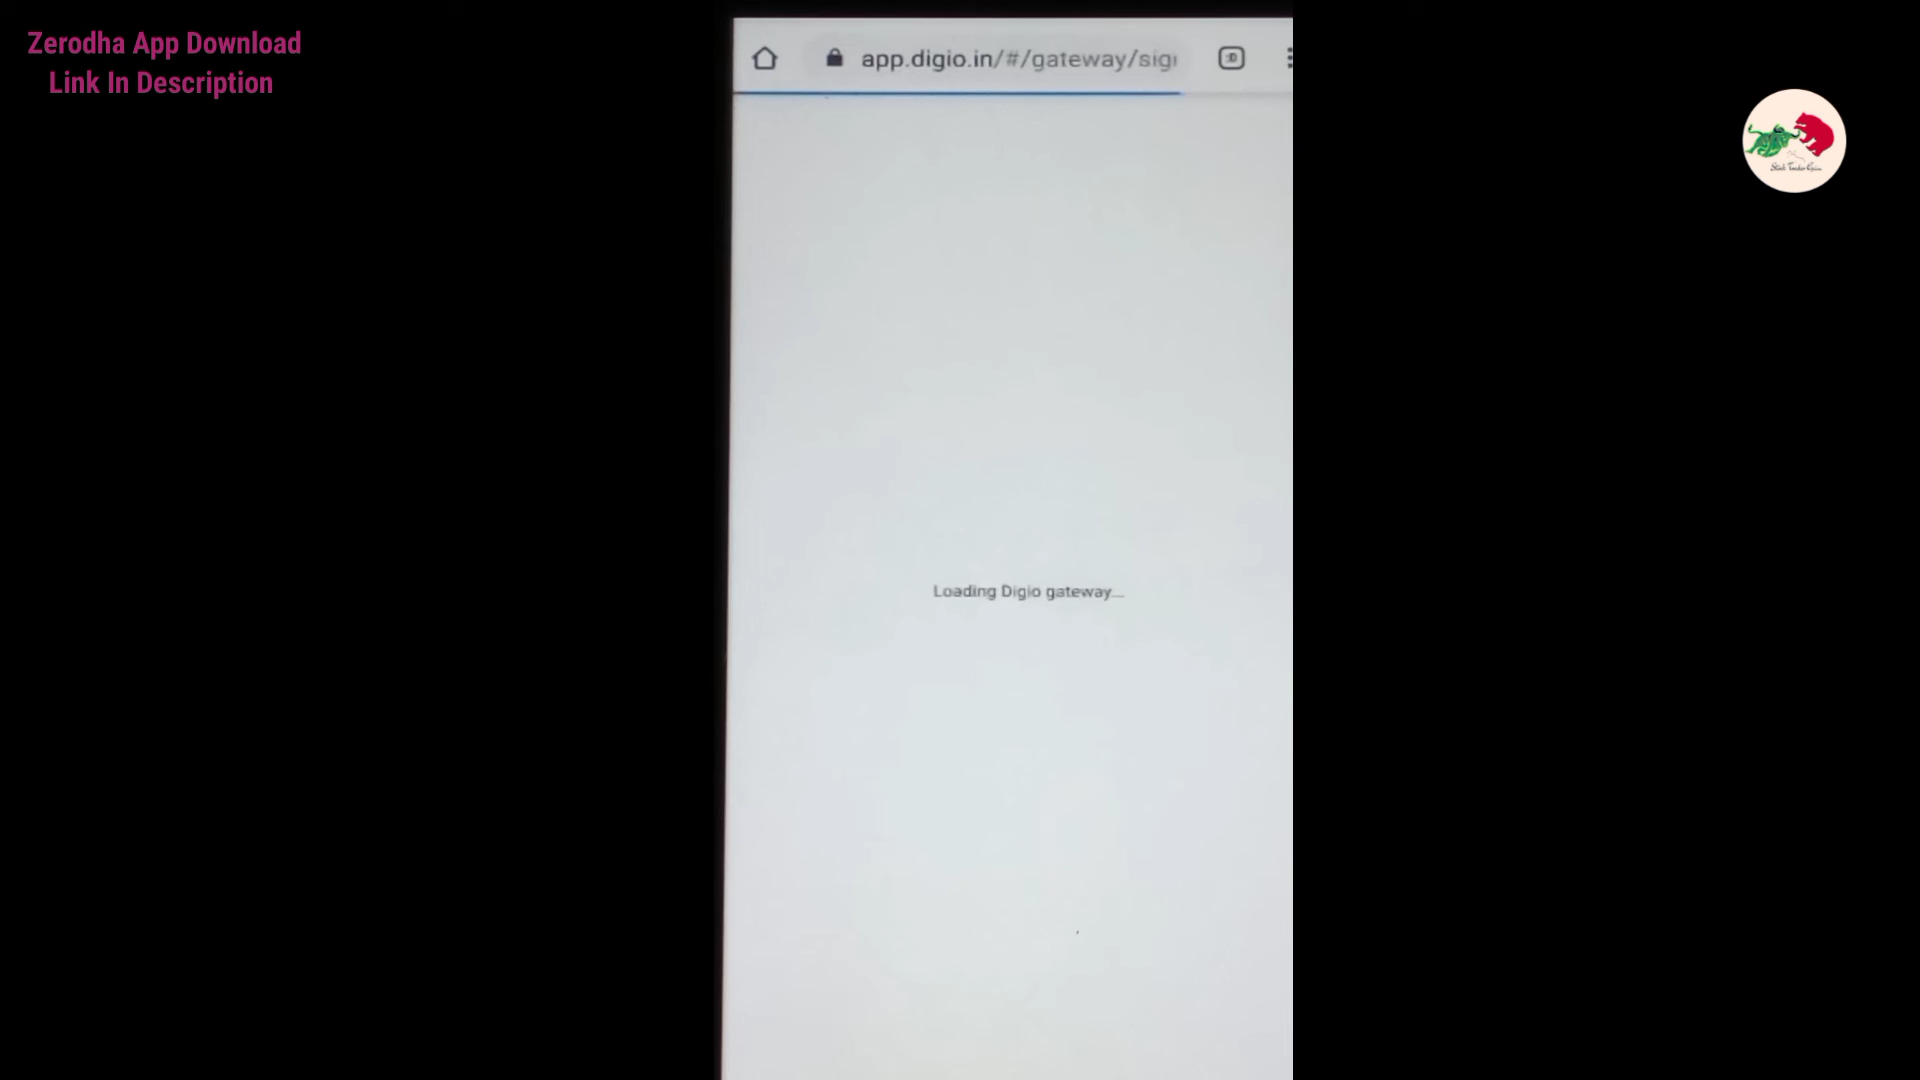 Zerodha App Download
Link In Description
app.digio.in/#/gateway/sig
:D
Loading Digio gateway...